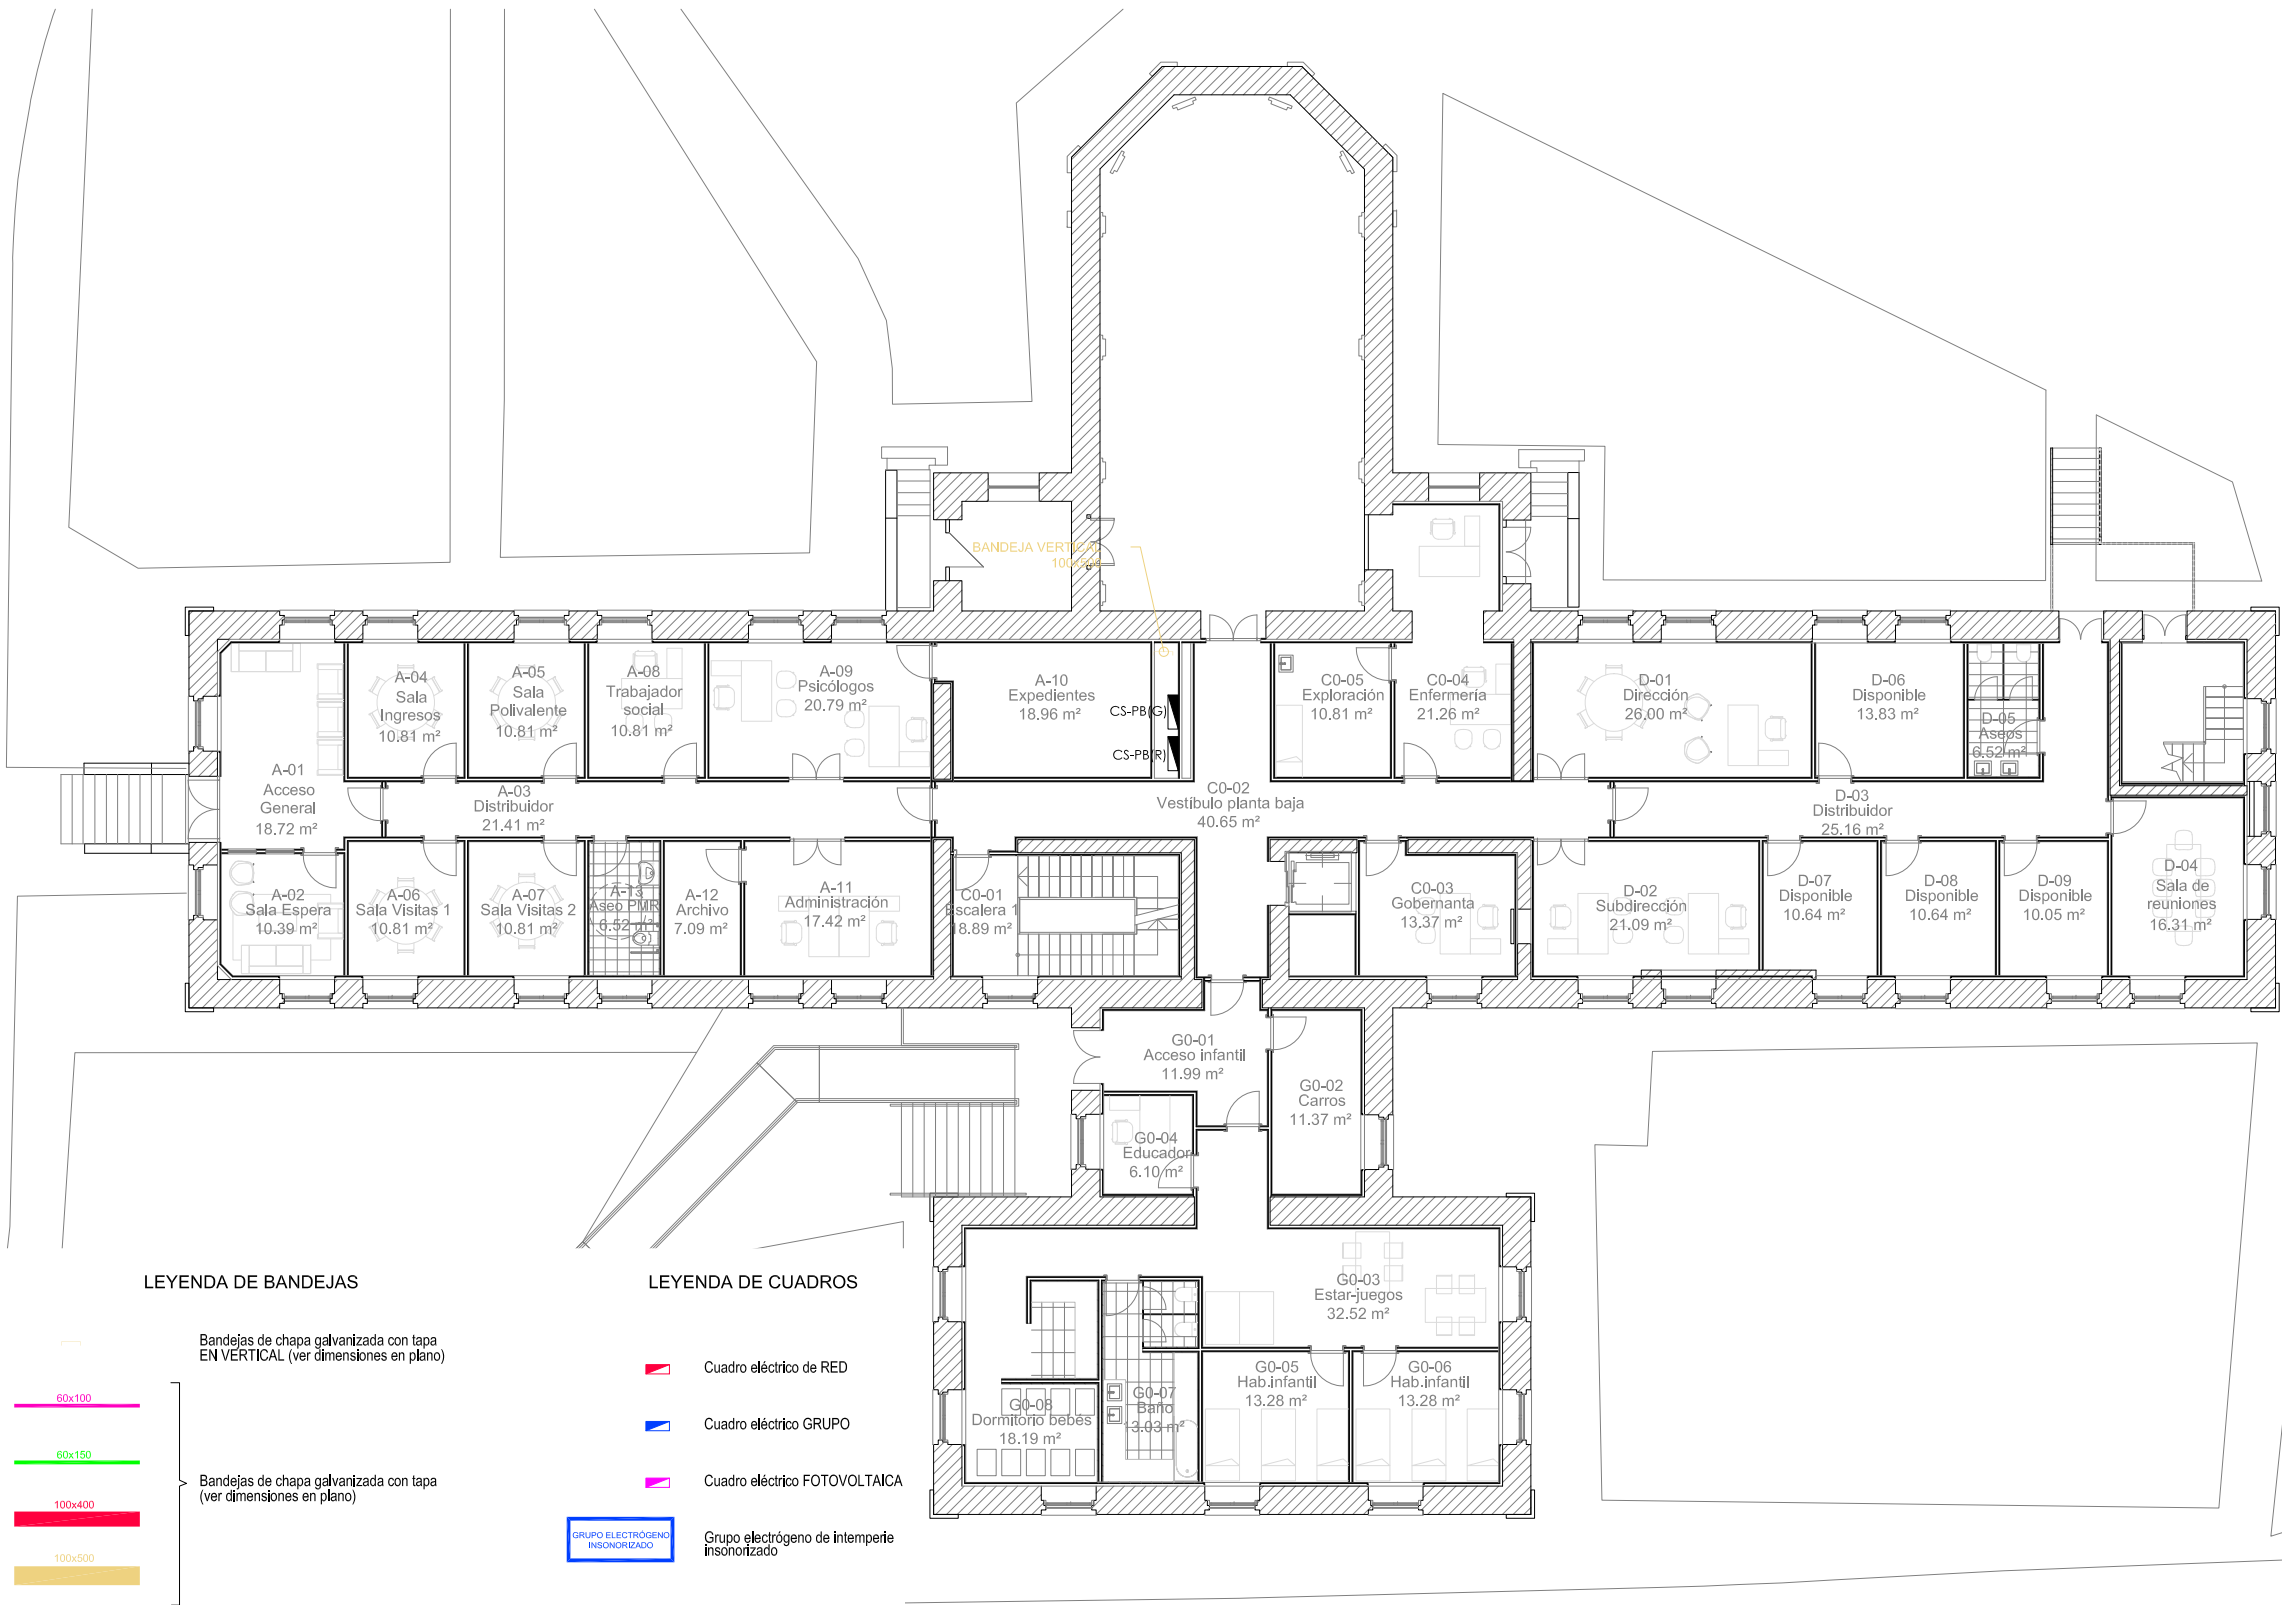 BANDEJA VERTICAL
100x500
A-04
Sala
Ingresos
10.81 m²
A-05
Sala
Polivalente
10.81 m²
A-08
Trabajador
social
10.81 m²
A-09
Psicólogos
20.79 m²
A-10
Expedientes
18.96 m²
CS-PB(G)
CS-PB(R)
C0-05
Exploración
10.81 m²
C0-04
Enfermería
21.26 m²
D-01
Dirección
26.00 m²
D-06
Disponible
13.83 m²
D-05
Aseos
6.52 m²
A-01
Acceso
General
18.72 m²
A-03
Distribuidor
21.41 m²
C0-02
Vestíbulo planta baja
40.65 m²
D-03
Distribuidor
25.16 m²
A-02
Sala Espera
10.39 m²
A-06
Sala Visitas 1
10.81 m²
A-07
Sala Visitas 2
10.81 m²
A-13
Aseo PMR
6.52 m²
A-12
Archivo
7.09 m²
A-11
Administración
17.42 m²
C0-01
Escalera 1
18.89 m²
C0-03
Gobernanta
13.37 m²
D-02
Subdirección
21.09 m²
D-07
Disponible
10.64 m²
D-08
Disponible
10.64 m²
D-09
Disponible
10.05 m²
D-04
Sala de
reuniones
16.31 m²
G0-01
Acceso infantil
11.99 m²
G0-02
Carros
11.37 m²
G0-04
Educador
6.10 m²
G0-03
Estar-juegos
32.52 m²
G0-05
Hab.infantil
13.28 m²
G0-06
Hab.infantil
13.28 m²
G0-07
Baño
13.03 m²
G0-08
Dormitorio bebés
18.19 m²
LEYENDA DE BANDEJAS
Bandejas de chapa galvanizada con tapa
EN VERTICAL (ver dimensiones en plano)
60x100
60x150
100x400
100x500
Bandejas de chapa galvanizada con tapa
(ver dimensiones en plano)
LEYENDA DE CUADROS
Cuadro eléctrico de RED
Cuadro eléctrico GRUPO
Cuadro eléctrico FOTOVOLTAICA
GRUPO ELECTRÓGENO
INSONORIZADO
Grupo electrógeno de intemperie
insonorizado